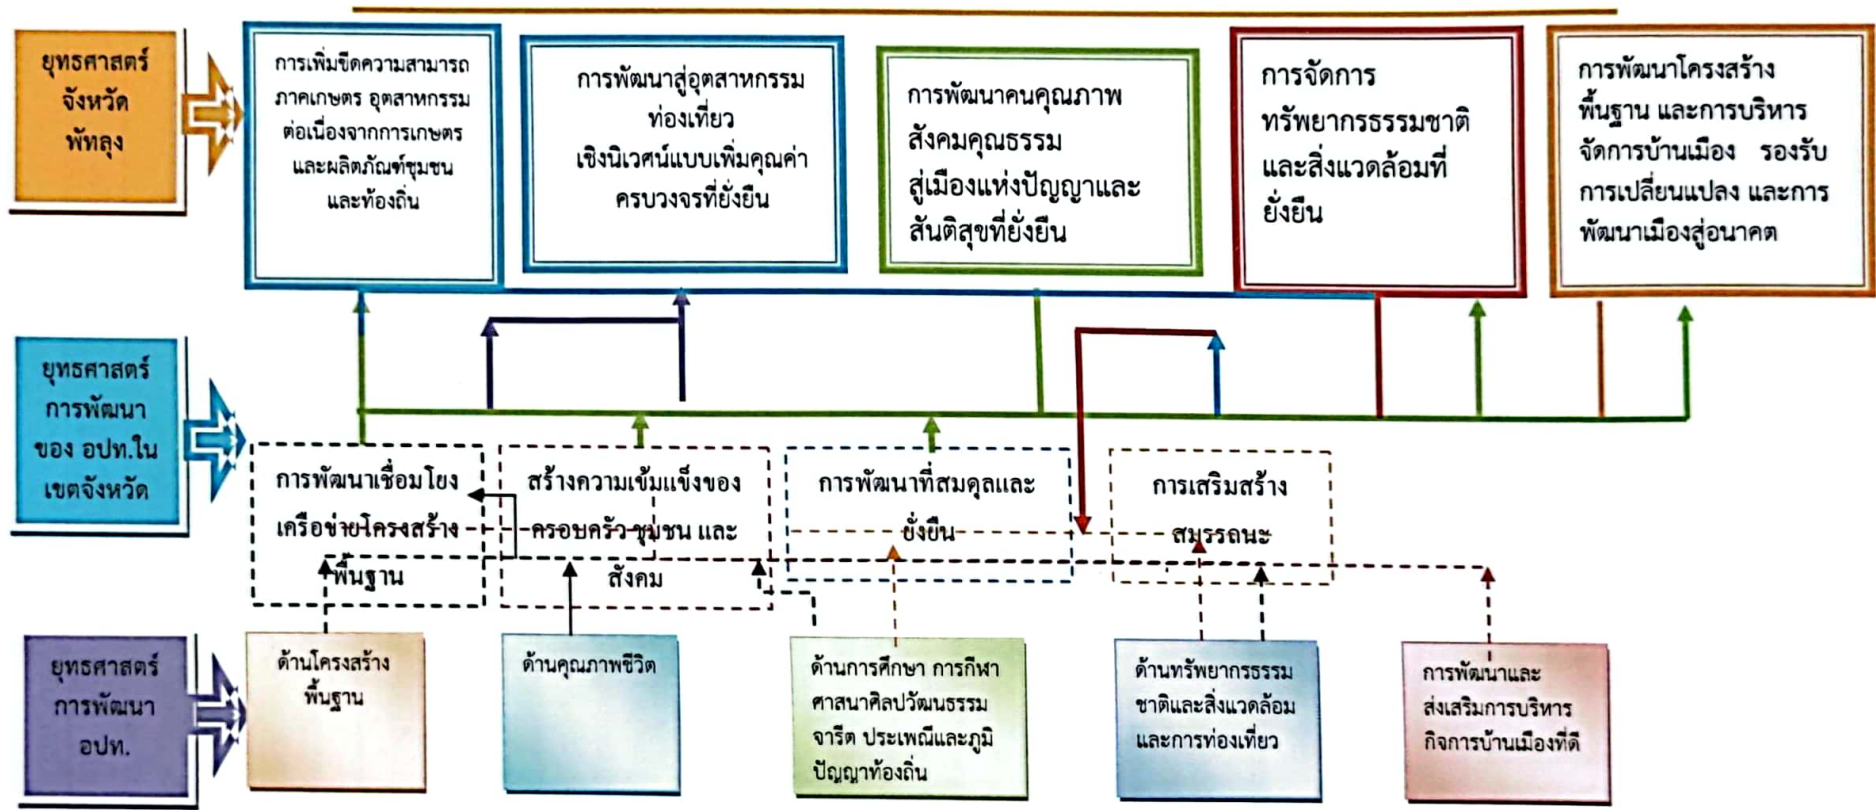 ยุทธศาสตร์
จังหวัด
พัทลุง
การเพิ่มขีดความสามารถ
ภาคเกษตร อุตสาหกรรม
ต่อเนื่องจากการเกษตร
และผลิตภัณฑ์ชุมชน
และท้องถิ่น
การพัฒนาสู่อุตสาหกรรม
ท่องเที่ยว
เชิงนิเวศน์แบบเพิ่มคุณค่า
ครบวงจรที่ยั่งยืน
การพัฒนาคนคุณภาพ
สังคมคุณธรรม
สู่เมืองแห่งปัญญาและ
สันติสุขที่ยั่งยืน
การจัดการ
ทรัพยากรธรรมชาติ
และสิ่งแวดล้อมที่
ยั่งยืน
การพัฒนาโครงสร้าง
พื้นฐาน และการบริหาร
จัดการบ้านเมือง รองรับ
การเปลี่ยนแปลง และการ
พัฒนาเมืองสู่อนาคต
ยุทธศาสตร์
การพัฒนา
ของ อปท.ใน
เขตจังหวัด
การพัฒนาเชื่อมโยง
เครือข่ายโครงสร้าง
พื้นฐาน
สร้างความเข้มแข็งของ
ครอบครัว ชุมชน และ
สังคม
การพัฒนาที่สมดุลและ
ยั่งยืน
การเสริมสร้าง
สมรรถนะ
ยุทธศาสตร์
การพัฒนา
อปท.
ด้านโครงสร้าง
พื้นฐาน
ด้านคุณภาพชีวิต
ด้านการศึกษา การกีฬา
ศาสนาศิลปวัฒนธรรม
จารีต ประเพณีและภูมิ
ปัญญาท้องถิ่น
ด้านทรัพยากรธรรม
ชาติและสิ่งแวดล้อม
และการท่องเที่ยว
การพัฒนาและ
ส่งเสริมการบริหาร
กิจการบ้านเมืองที่ดี